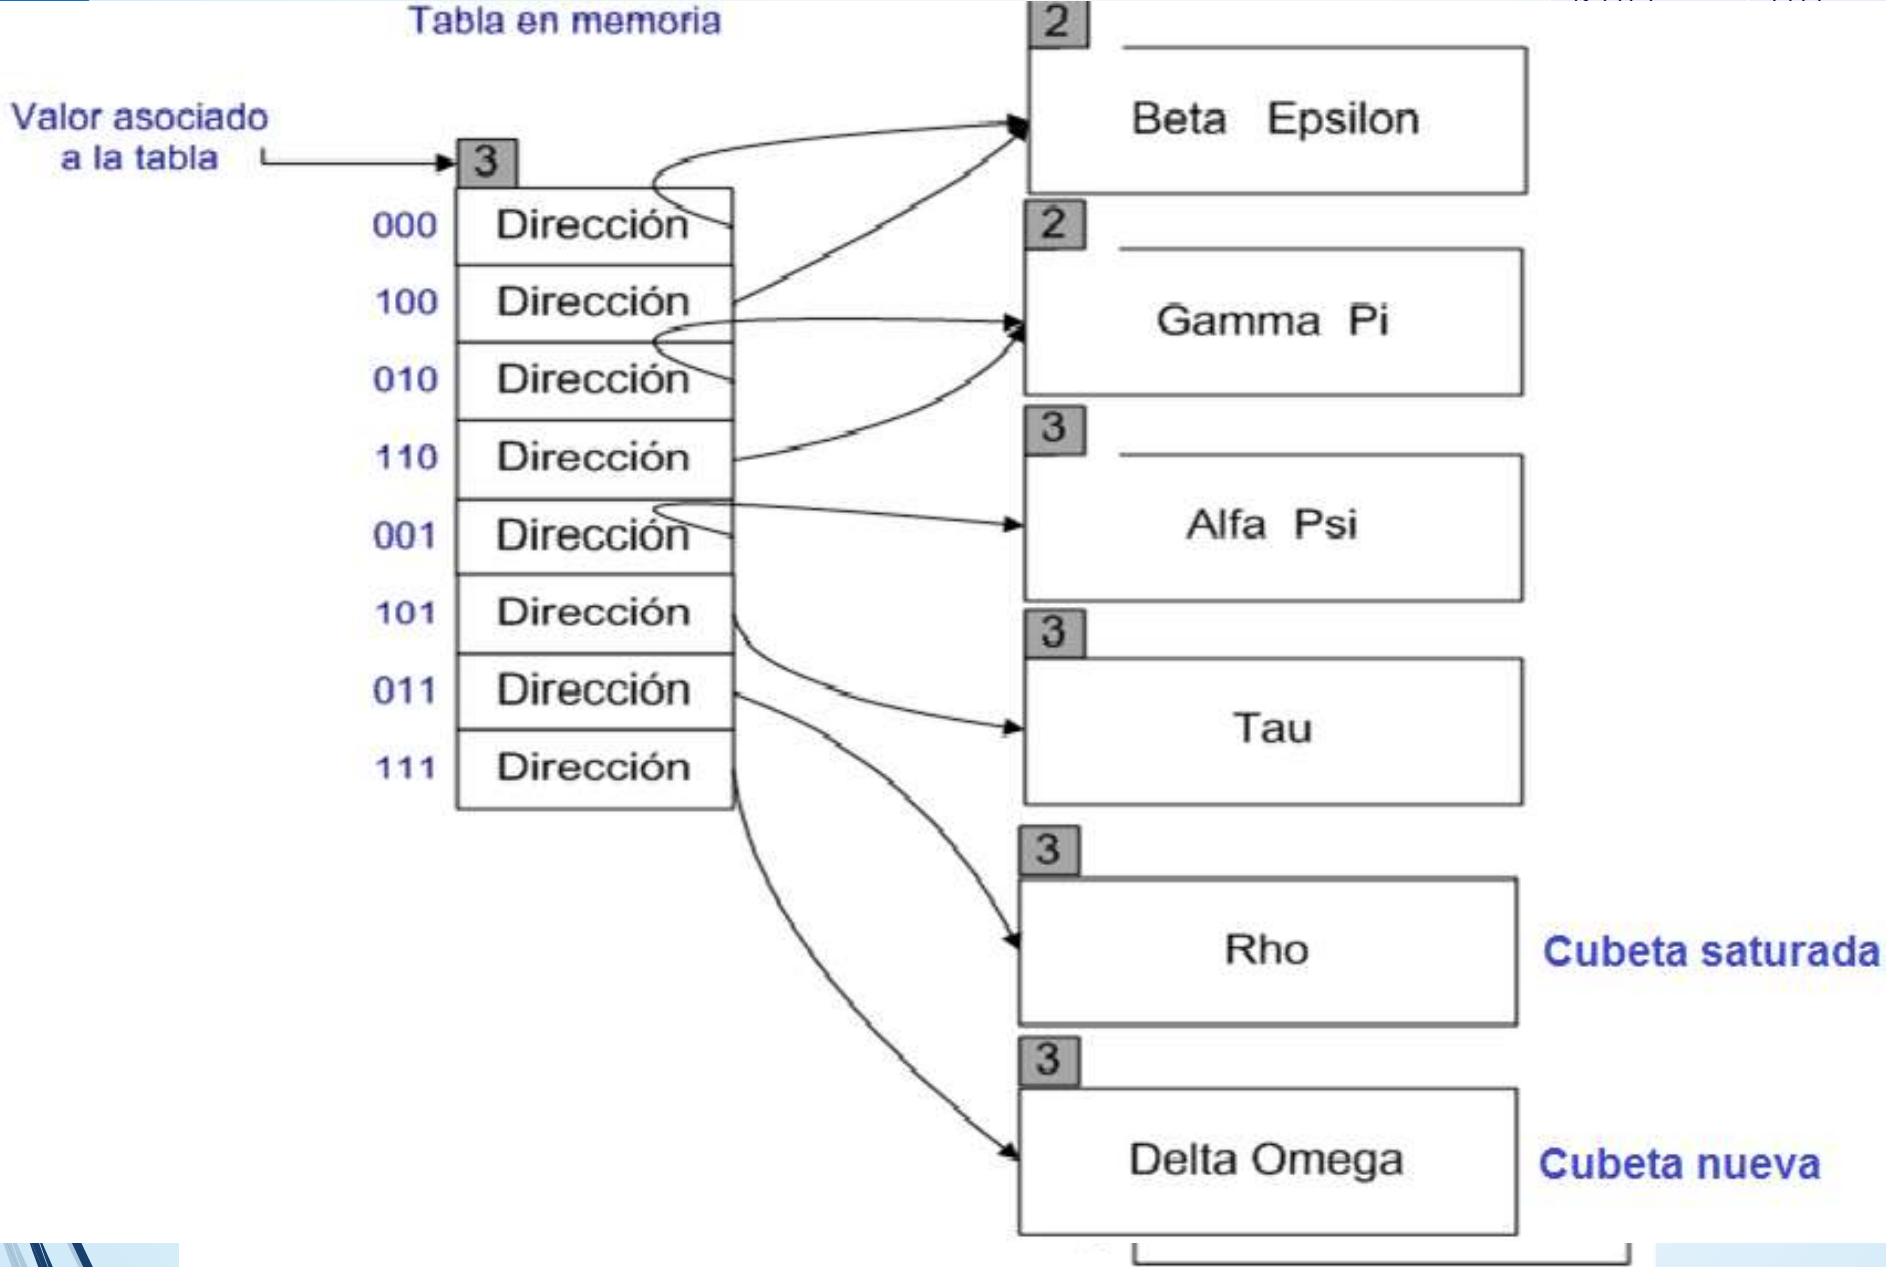 Tabla en memoria
Valor asociado
a la tabla
3
000 Dirección
100 Dirección
010 Dirección
110 Dirección
001 Dirección
101 Dirección
011 Dirección
111 Dirección
2
Beta Epsilon
2
Gamma Pi
3
Alfa Psi
3
Tau
3
Rho
Cubeta saturada
3
Delta Omega
Cubeta nueva